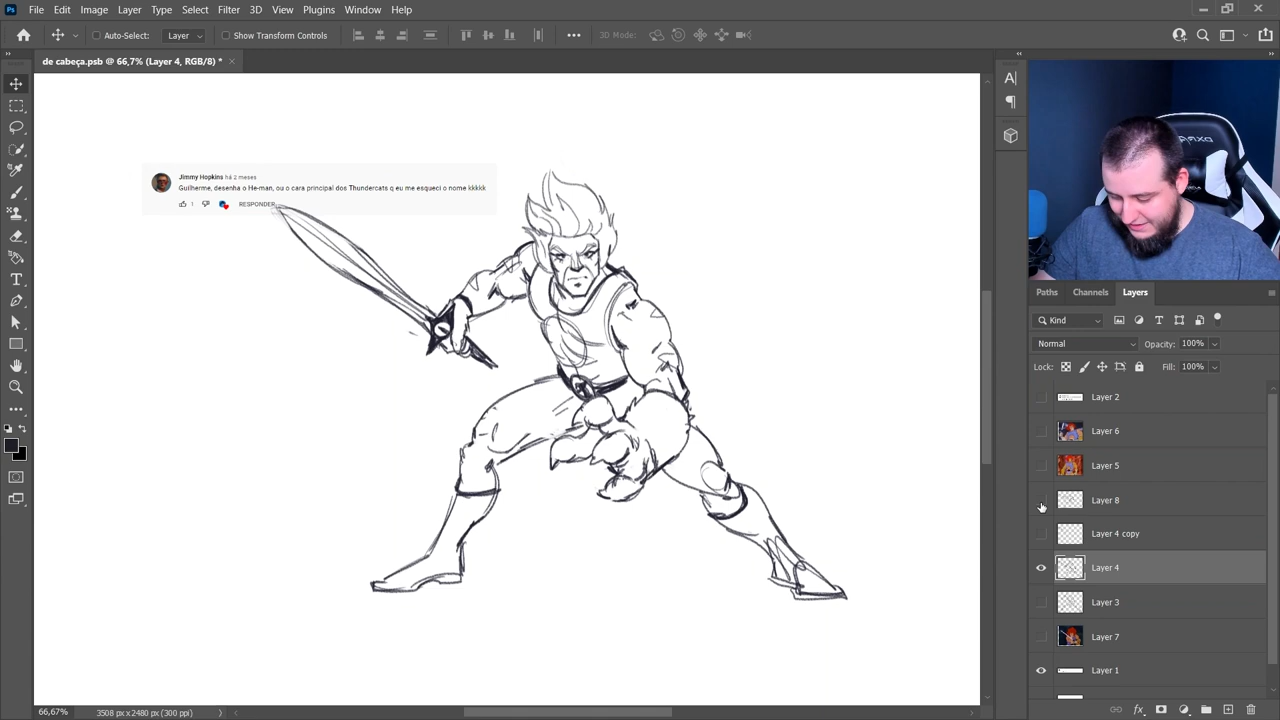 Ps File Edit Image Layer Type Select Filter 3D View Plugins Window Help
Auto-Select: Layer Show Transform Controls 3D Mode:
de cabeça.psb @ 66,7% (Layer 4, RGB/8) *
Jimmy Hopkins há 2 meses
Guilherme, desenha o He-man, ou o cara principal dos Thundercats q eu me esqueci o nome kkkkk
1 RESPONDER
Paths Channels Layers
Kind
Normal Opacity: 100%
Lock: Fill: 100%
Layer 2
Layer 6
Layer 5
Layer 8
Layer 4 copy
Layer 4
Layer 3
Layer 7
Layer 1
66,67% 3508 px x 2480 px (300 ppi)